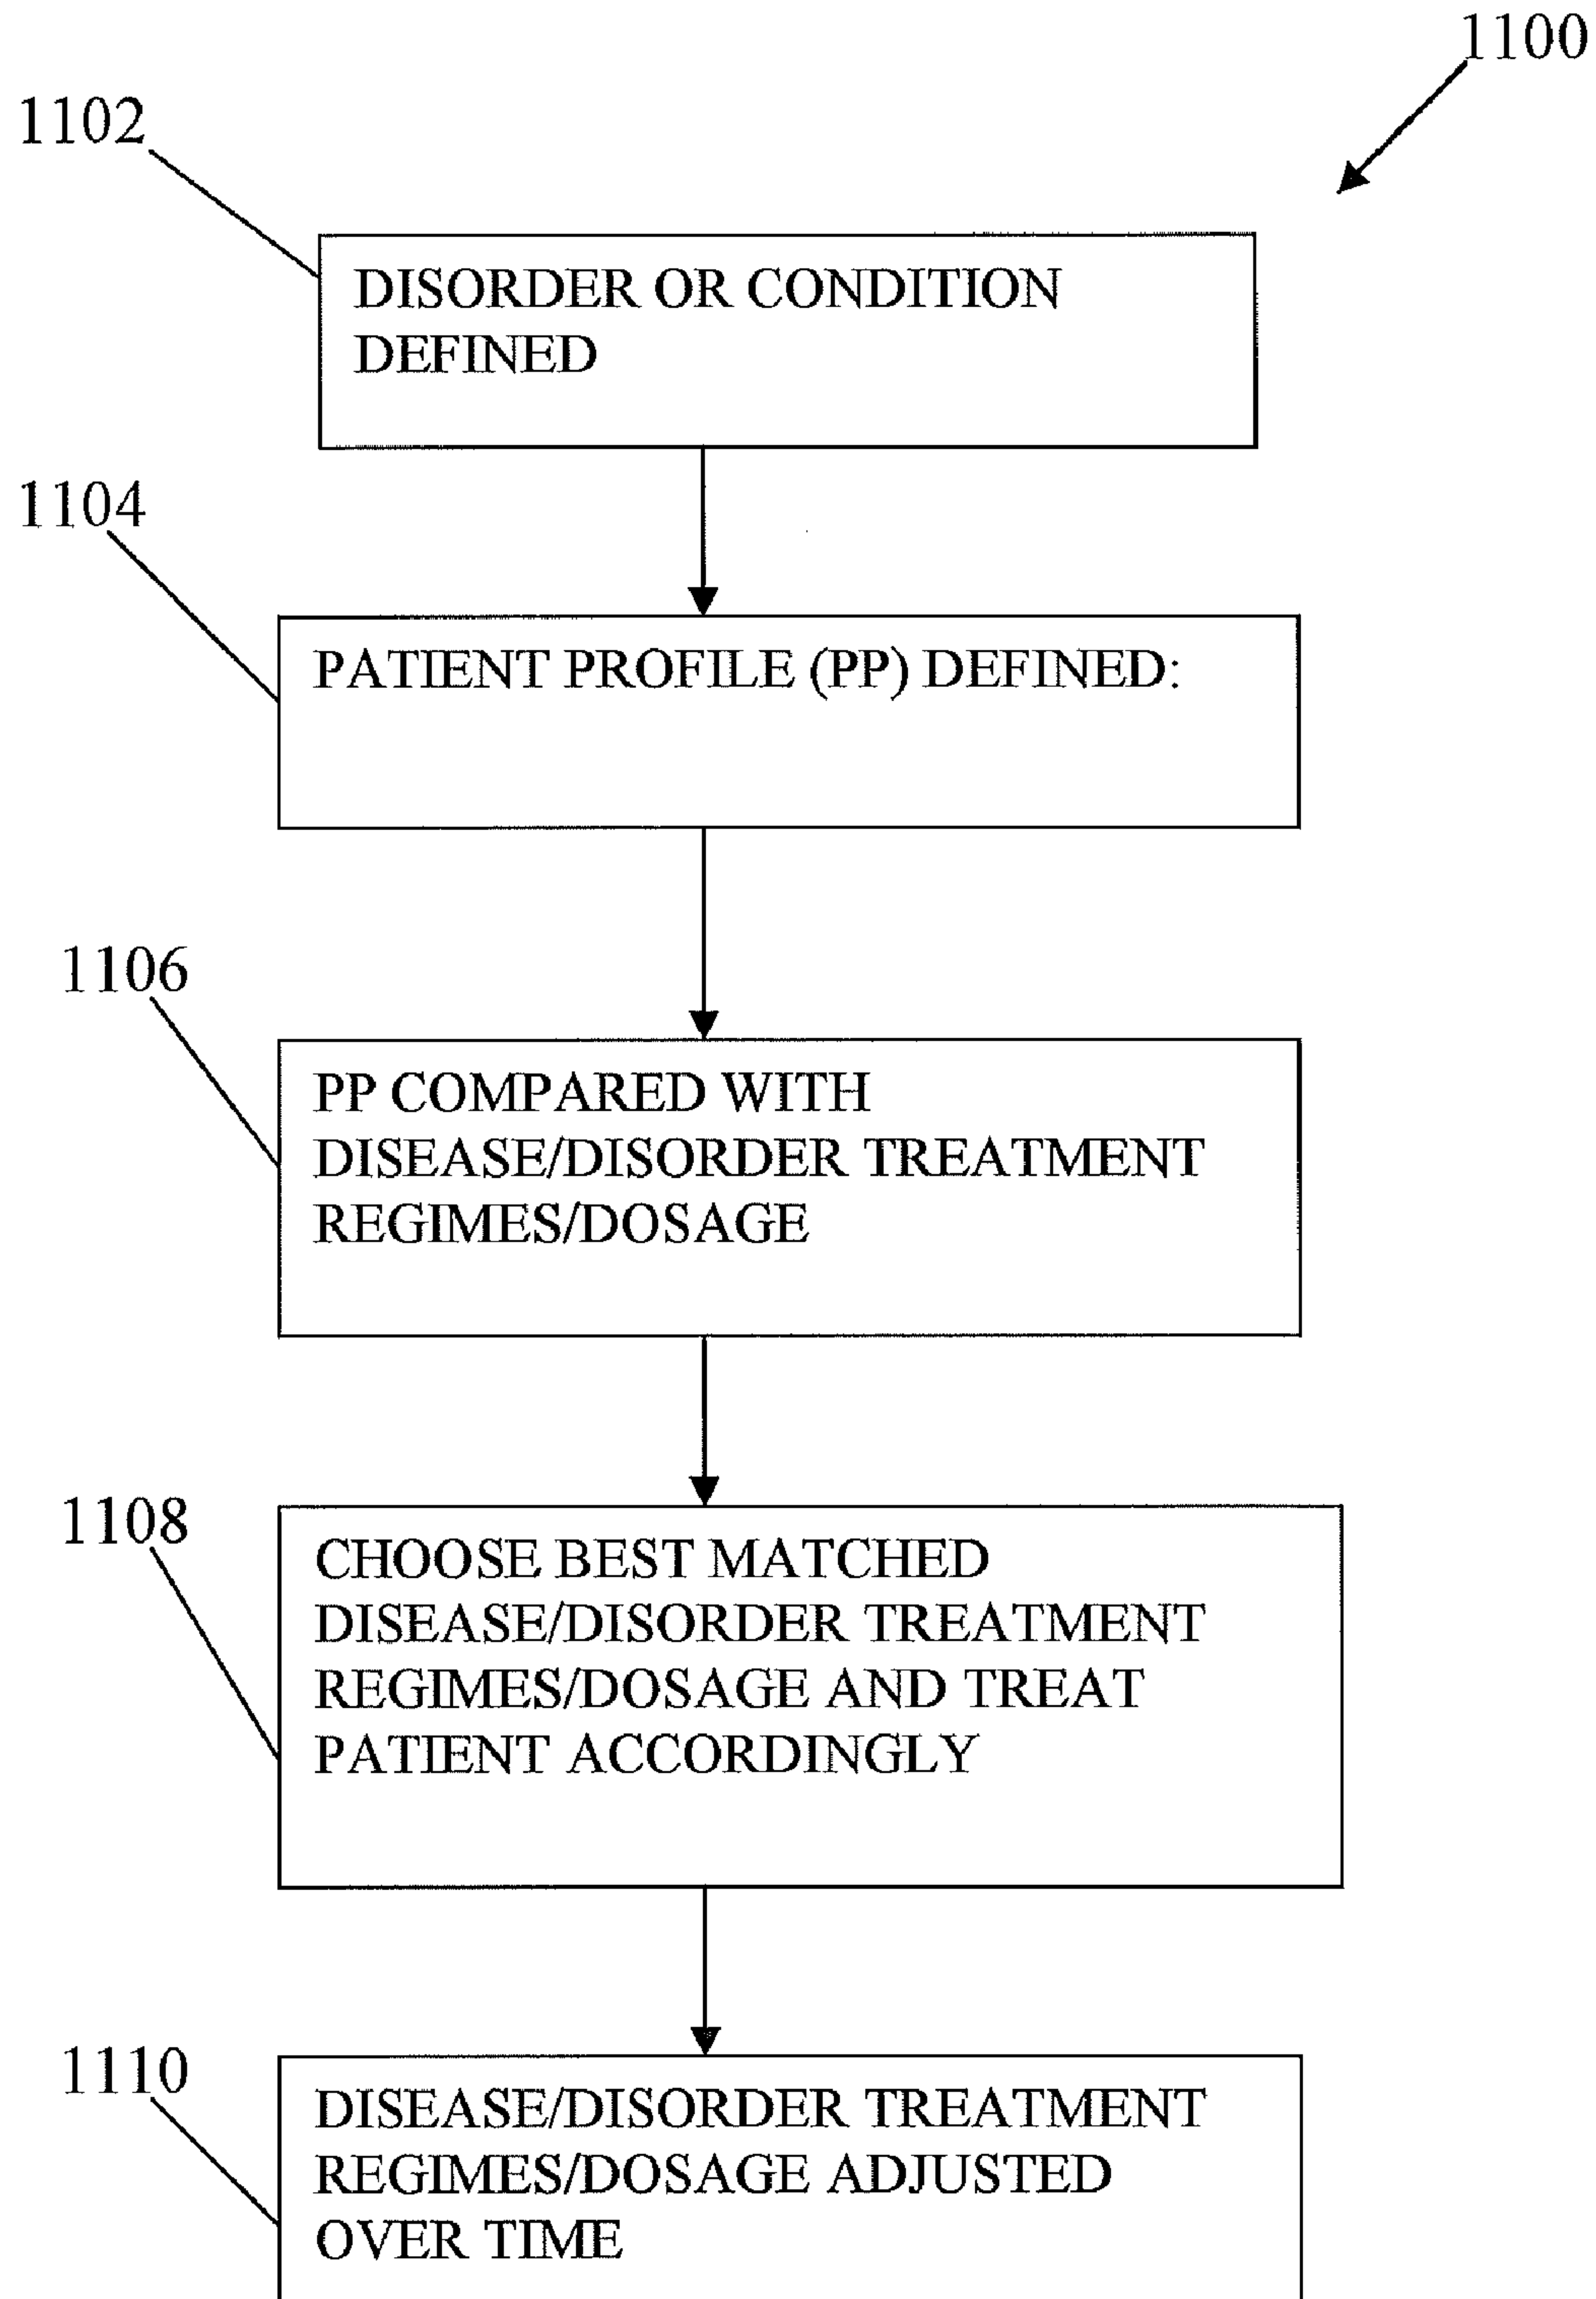 1100
1102
DISORDER OR CONDITION
DEFINED
1104
PATIENT PROFILE (PP) DEFINED:
1106
PP COMPARED WITH
DISEASE/DISORDER TREATMENT
REGIMES/DOSAGE
1108
CHOOSE BEST MATCHED
DISEASE/DISORDER TREATMENT
REGIMES/DOSAGE AND TREAT
PATIENT ACCORDINGLY
1110
DISEASE/DISORDER TREATMENT
REGIMES/DOSAGE ADJUSTED
OVER TIME